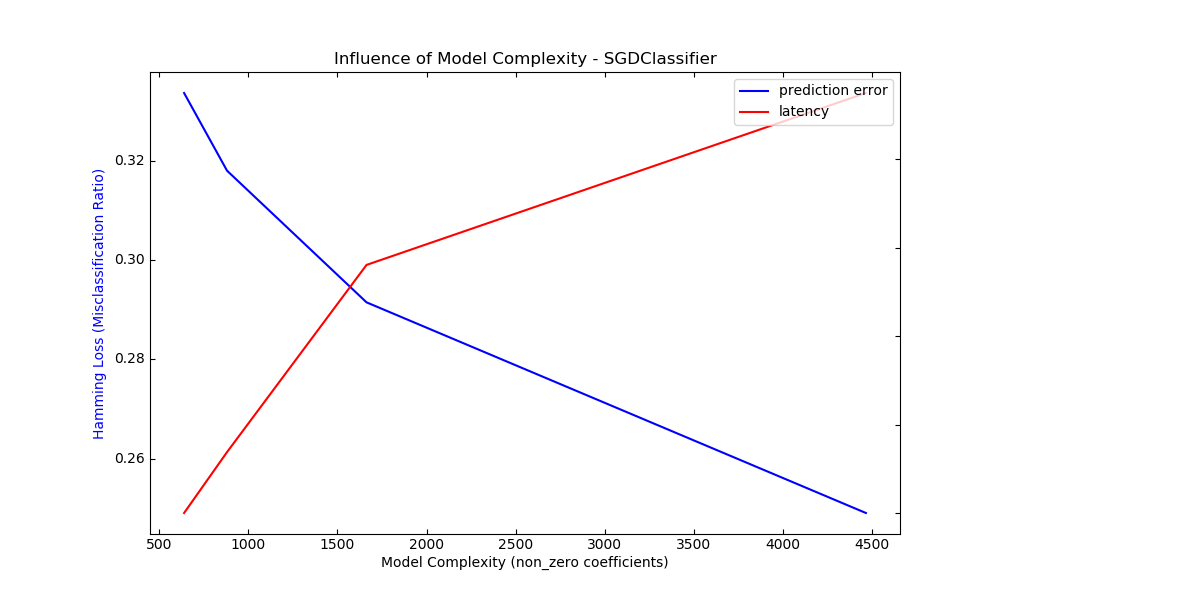 Influence of Model Complexity - SGDClassifier
prediction error
latency
Hamming Loss (Misclassification Ratio)
0.32
0.30
0.28
0.26
500 1000 1500 2000 2500 3000 3500 4000 4500
Model Complexity (non_zero coefficients)